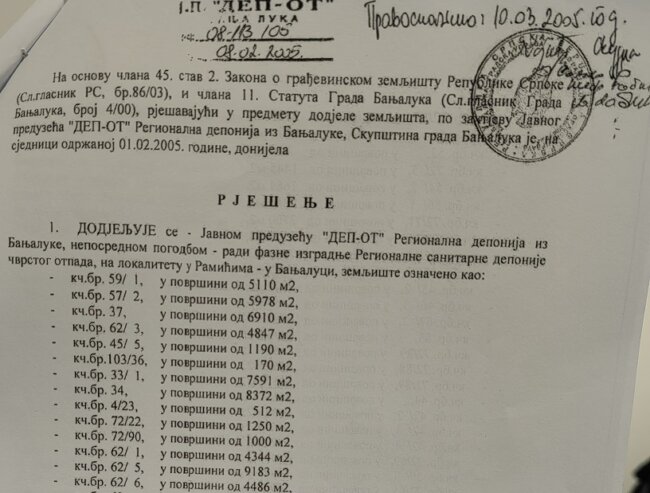 Ј.П. "ДЕП-ОТ"
ЊА ЛУКА
08-113/05
08.02.2005.
Правоснажно: 10.03.2005. год.
На основу члана 45. став 2. Закона о грађевинском земљишту Републике Српске
(Сл.гласник РС, бр.86/03), и члана 11. Статута Града Бањалука (Сл.гласник Града
Бањалука, број 4/00), рјешавајући у предмету додјеле земљишта, по захтјеву Јавног
предузећа "ДЕП-ОТ" Регионална депонија из Бањалуке, Скупштина града Бањалука је, на
сједници одржаној 01.02.2005. године, донијела
Р Ј Е Ш Е Њ Е
1. ДОДЈЕЉУЈЕ се - Јавном предузећу "ДЕП-ОТ" Регионална депонија из
Бањалуке, непосредном погодбом - ради фазне изградње Регионалне санитарне депоније
чврстог отпада, на локалитету у Рамићима - у Бањалуци, земљиште означено као:
- кч.бр. 59/ 1, у површини од 5110 м2,
- кч.бр. 57/ 2, у површини од 5978 м2,
- кч.бр. 37, у површини од 6910 м2,
- кч.бр. 62/ 3, у површини од 4847 м2,
- кч.бр. 45/ 5, у површини од 1190 м2,
- кч.бр.103/36, у површини од 170 м2,
- кч.бр. 33/ 1, у површини од 7591 м2,
- кч.бр. 34, у површини од 8372 м2,
- кч.бр. 4/23, у површини од 512 м2,
- кч.бр. 72/22, у површини од 1250 м2,
- кч.бр. 72/90, у површини од 1000 м2,
- кч.бр. 62/ 1, у површини од 4344 м2,
- кч.бр. 62/ 5, у површини од 9183 м2,
- кч.бр. 62/ 6, у површини од 4486 м2,